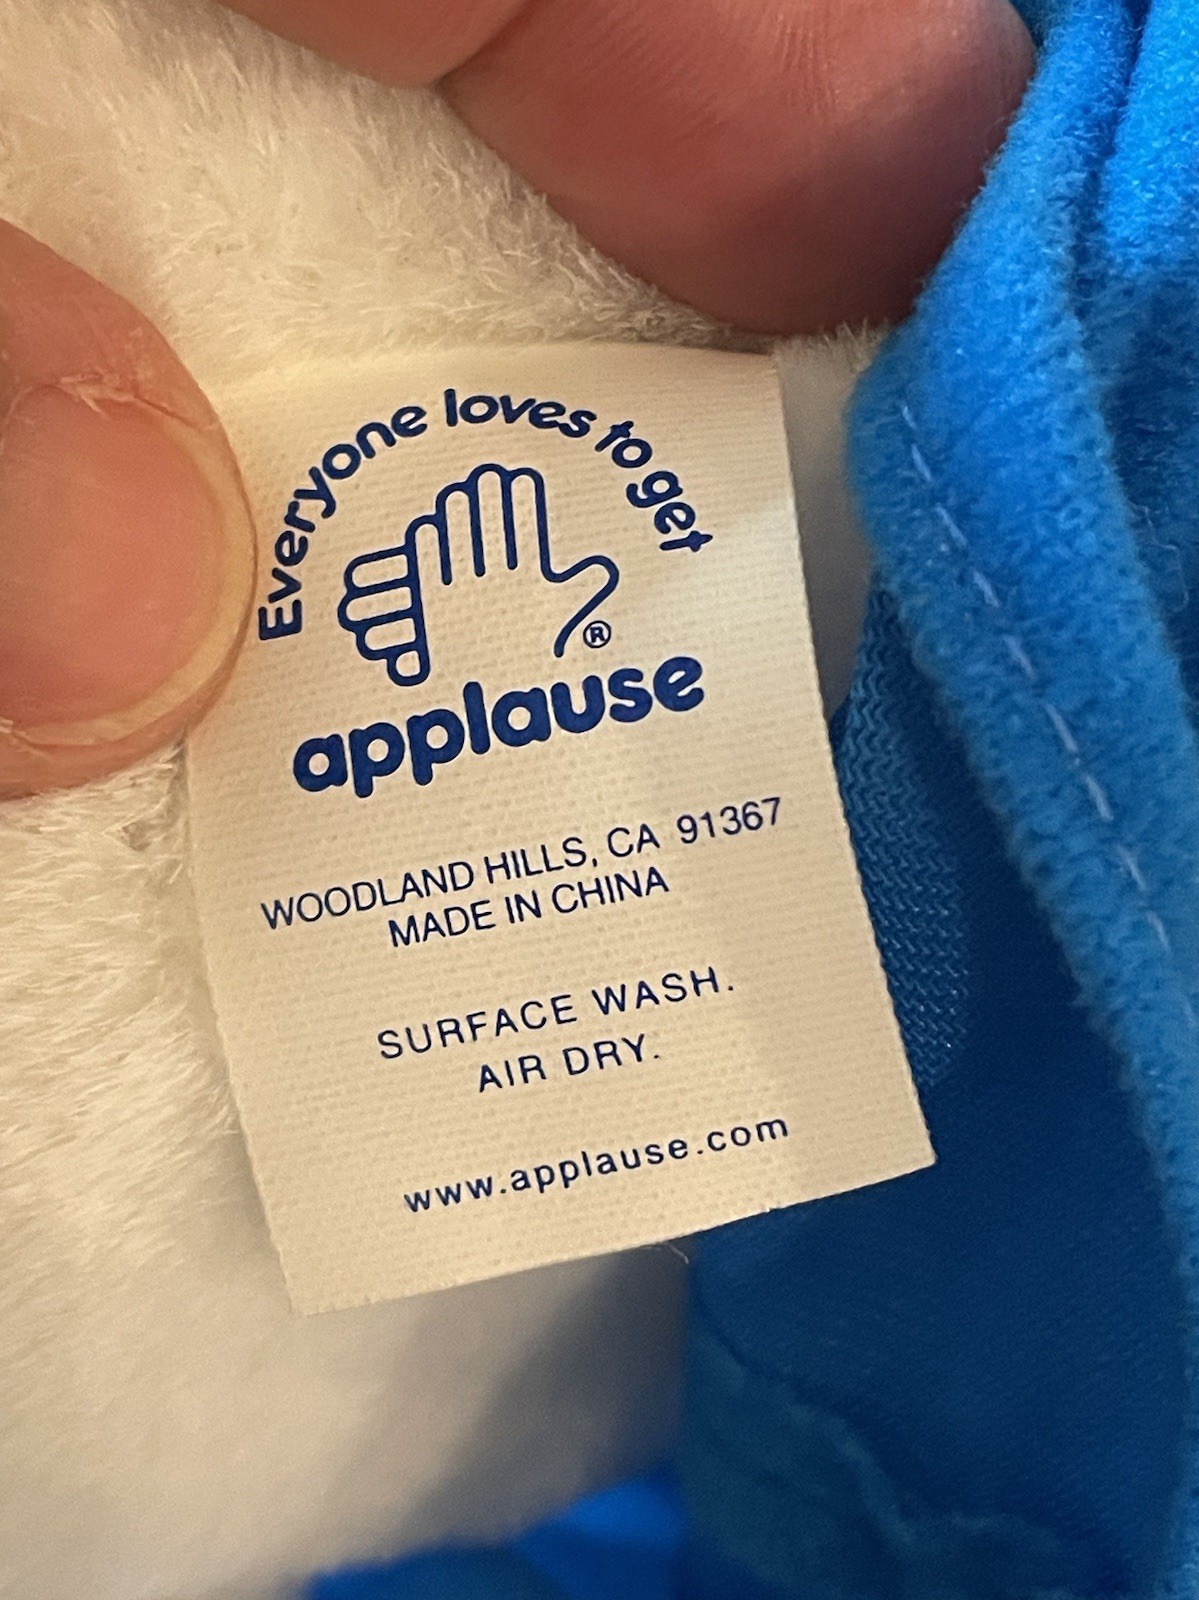 Everyone loves to get
®
applause
WOODLAND HILLS, CA 91367
MADE IN CHINA
SURFACE WASH.
AIR DRY.
www.applause.com